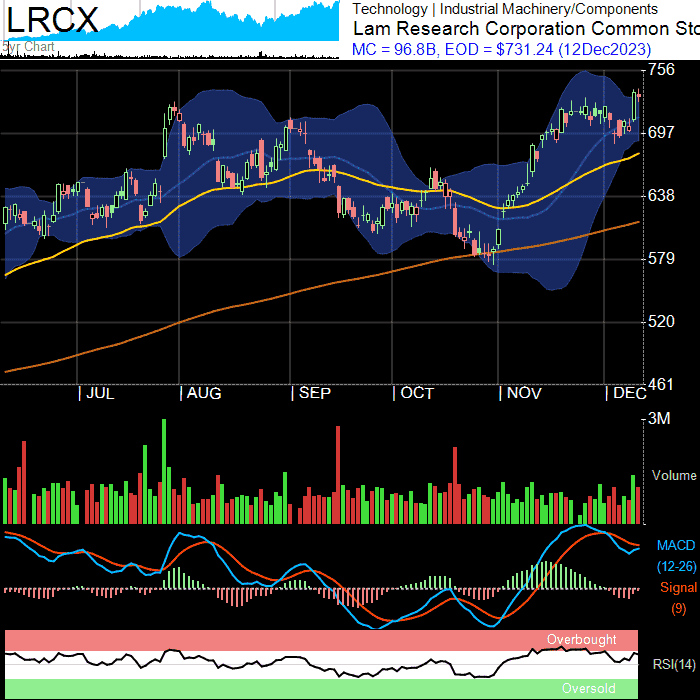 LRCX
5yr Chart
Technology | Industrial Machinery/Components
Lam Research Corporation Common Sto
MC = 96.8B, EOD = $731.24 (12Dec2023)
756
697
638
579
520
461
JUL AUG SEP OCT NOV DEC
3M
Volume
MACD
(12-26)
Signal
(9)
Overbought
RSI(14)
Oversold